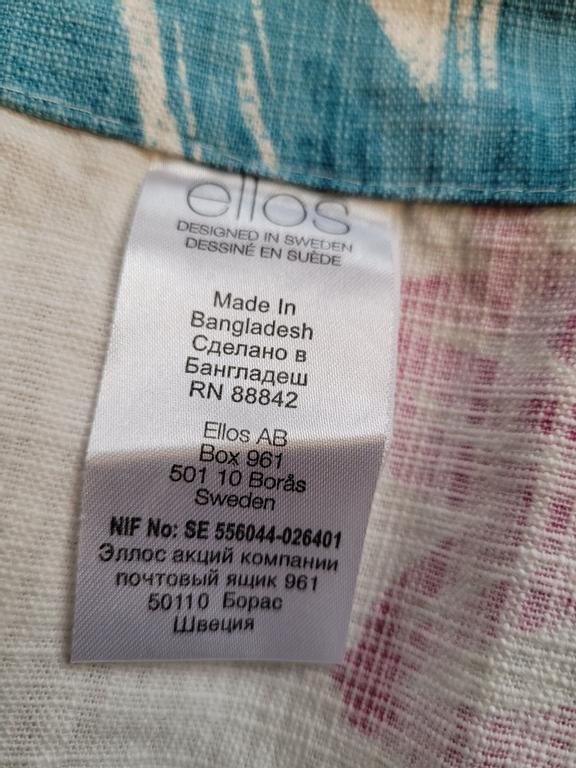 ellos
DESIGNED IN SWEDEN
DESSINÉ EN SUÈDE
Made In
Bangladesh
Сделано в
Бангладеш
RN 88842
Ellos AB
Box 961
501 10 Borås
Sweden
NIF No: SE 556044-026401
Эллос акций компании
почтовый ящик 961
50110 Борас
Швеция